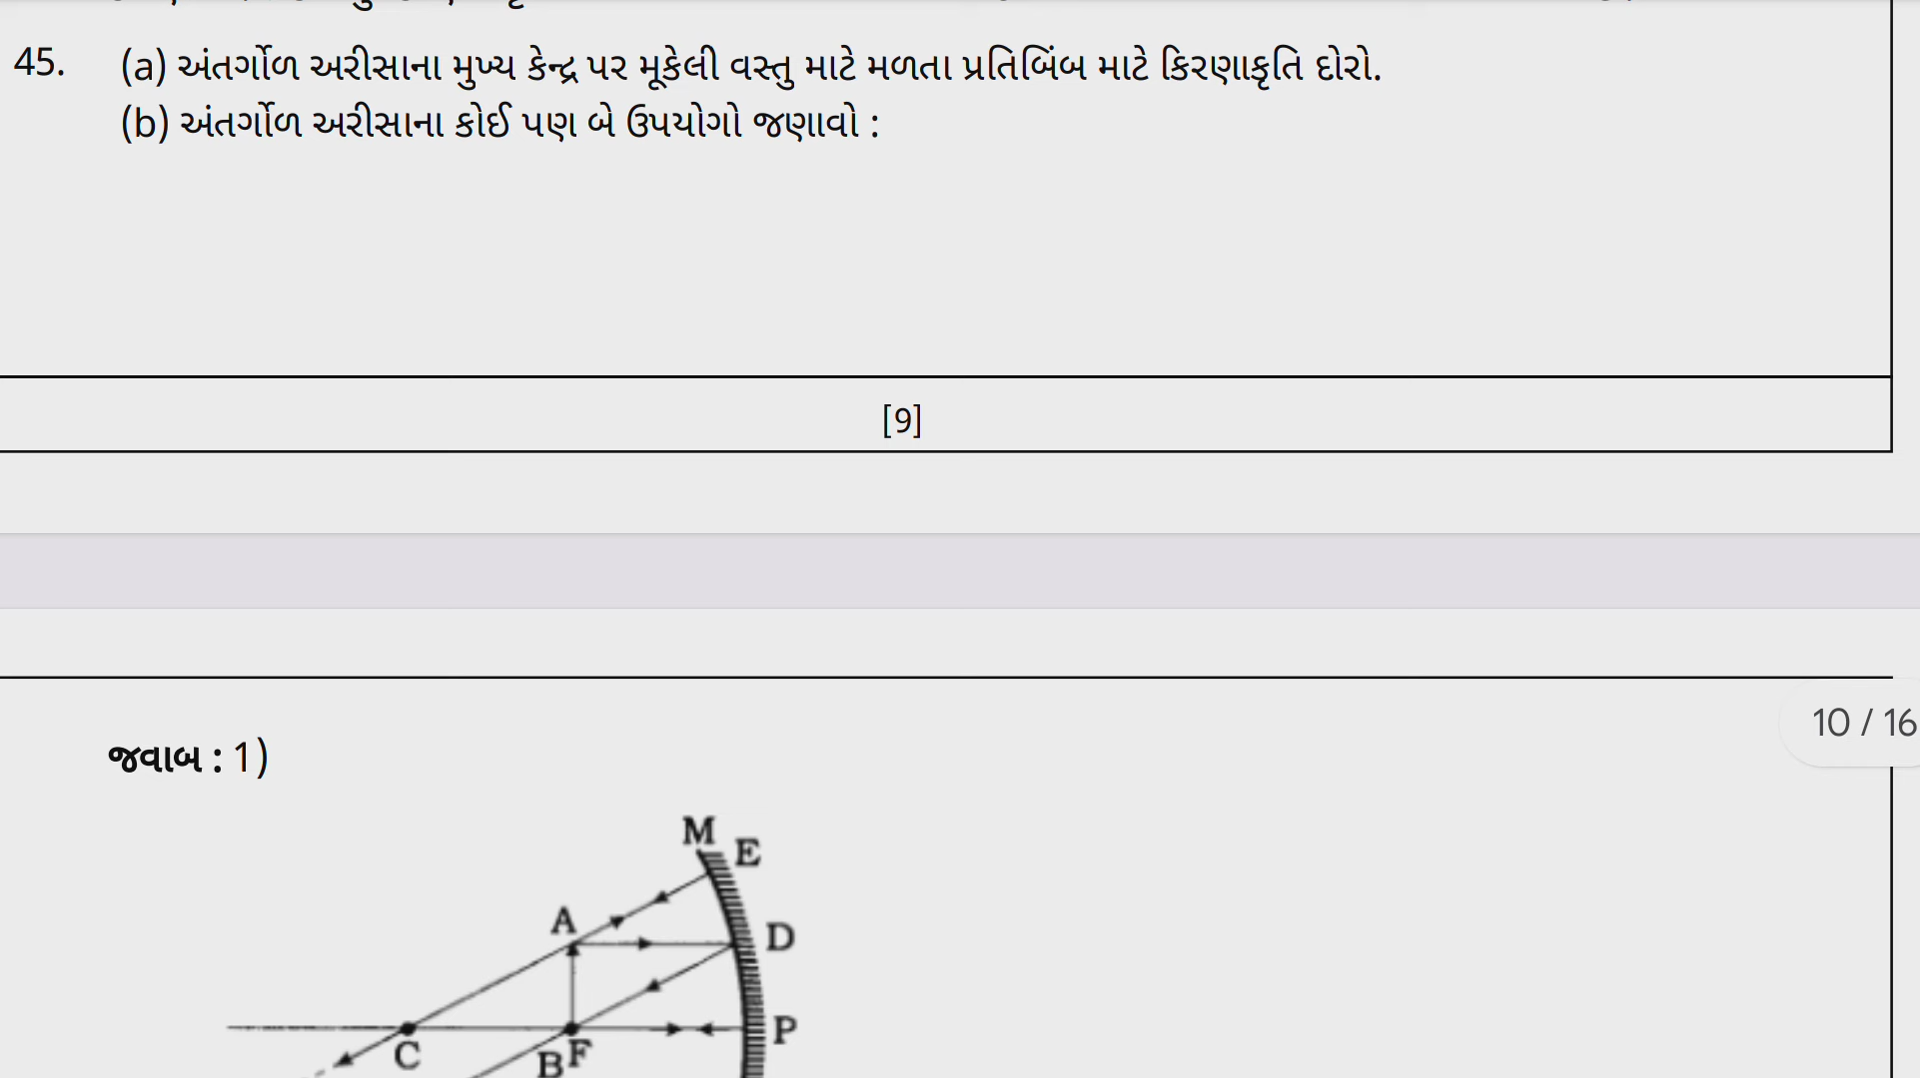 45. (a) અંતર્ગોળ અરીસાના મુખ્ય કેન્દ્ર પર મૂકેલી વસ્તુ માટે મળતા પ્રતિબિંબ માટે કિરણાકૃતિ દોરો.
(b) અંતર્ગોળ અરીસાના કોઈ પણ બે ઉપયોગો જણાવો :
[9]
10 / 16
જવાબ : 1)
M E
A D
C B F P